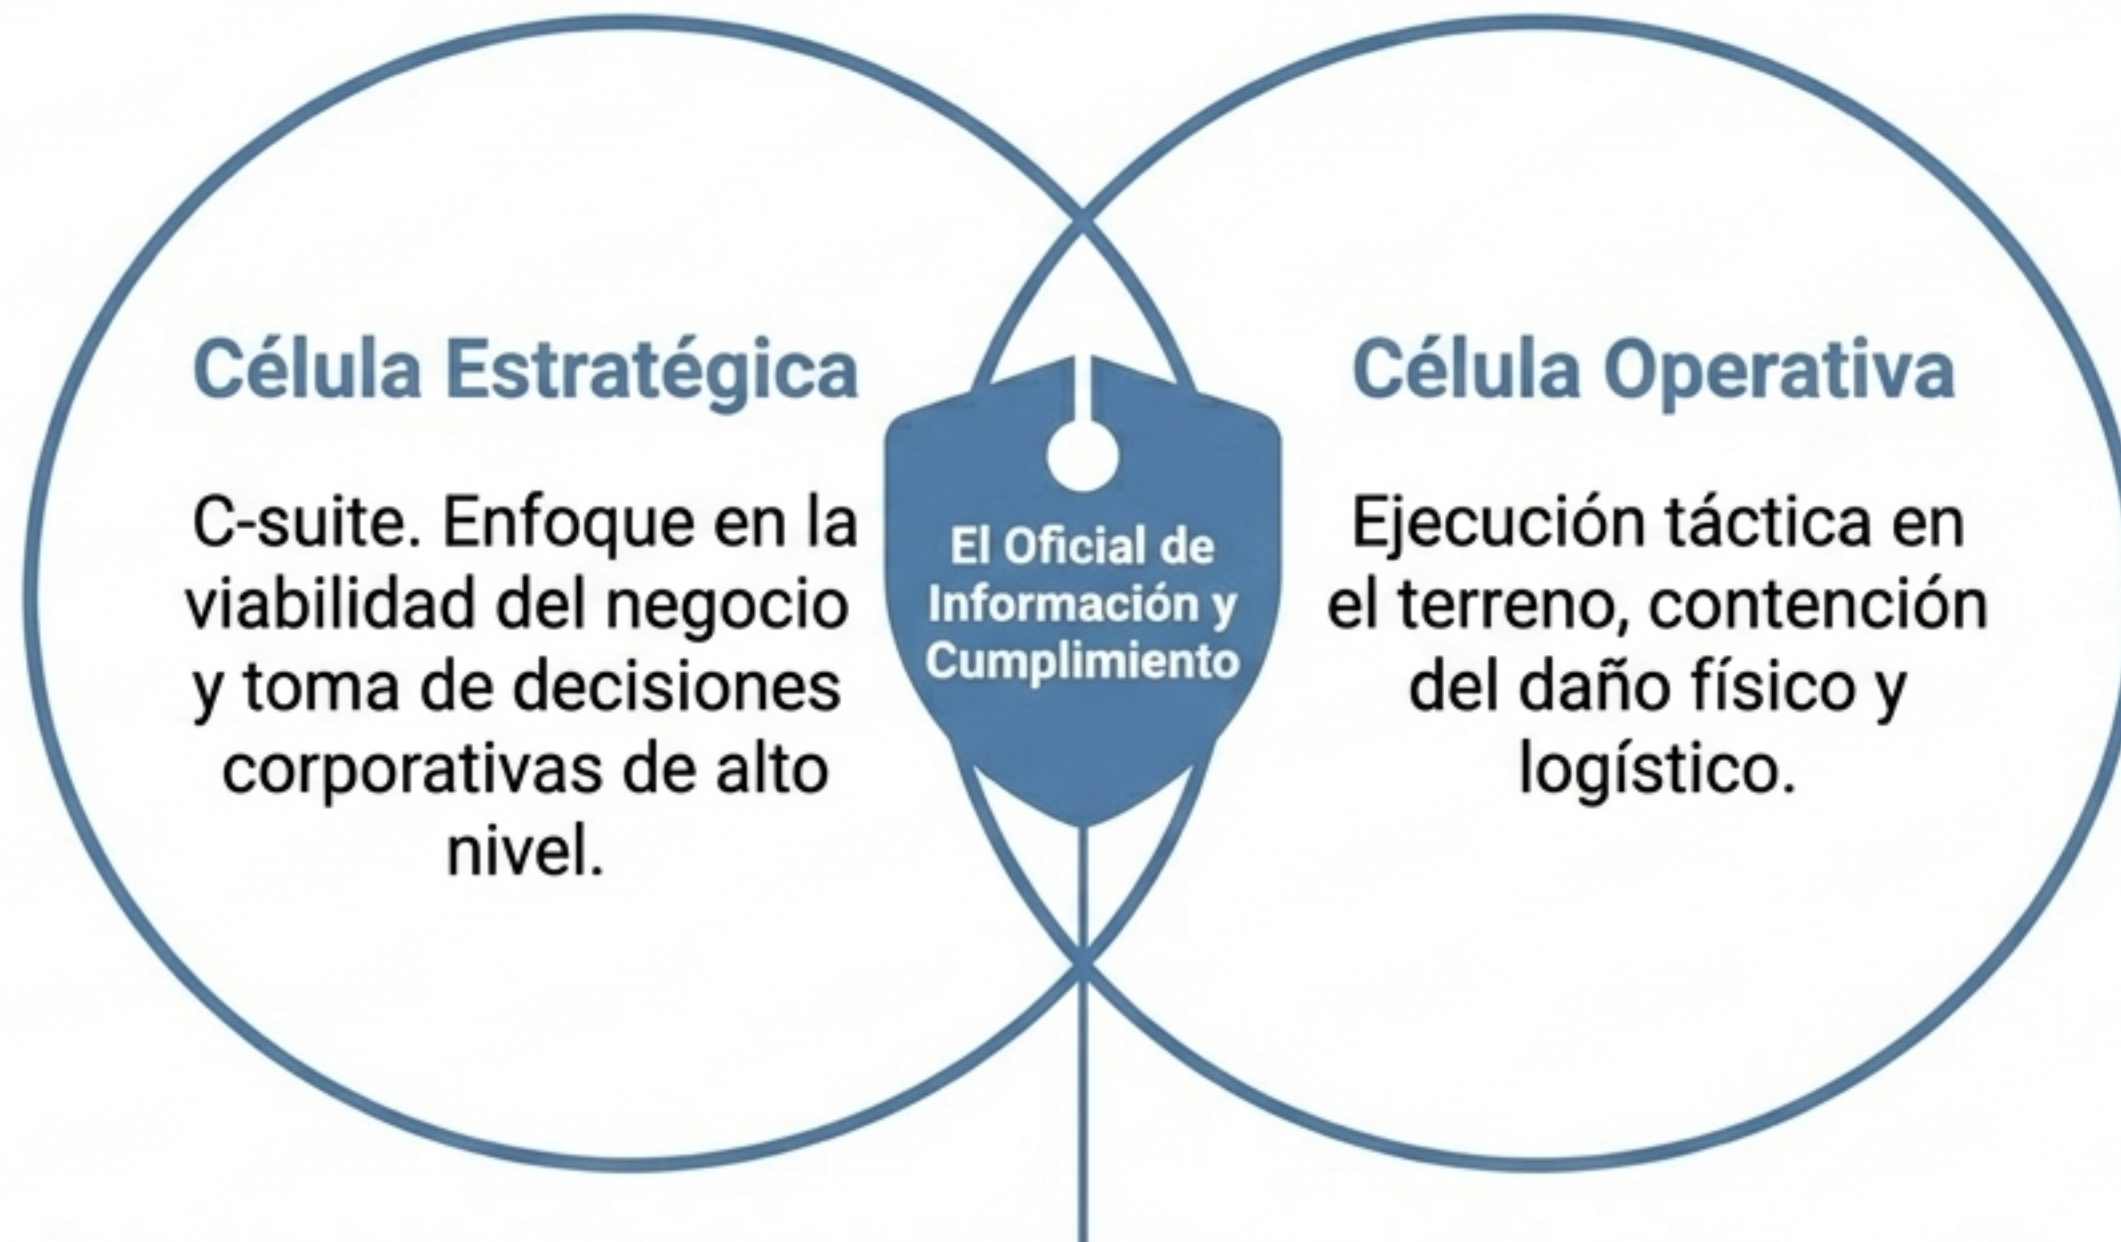 Célula Estratégica
C-suite. Enfoque en la
viabilidad del negocio
y toma de decisiones
corporativas de alto
nivel.
El Oficial de
Información y
Cumplimiento
Célula Operativa
Ejecución táctica en
el terreno, contención
del daño físico y
logístico.